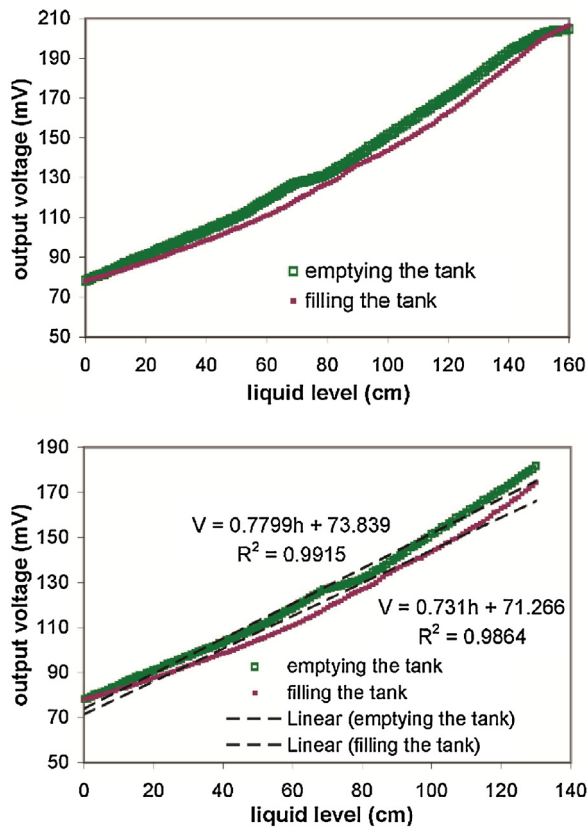 210
190
170
150
130
110
90
70
50
output voltage (mV)
emptying the tank
filling the tank
0 20 40 60 80 100 120 140 160
liquid level (cm)
190
170
150
130
110
90
70
50
output voltage (mV)
V = 0.7799h + 73.839
R² = 0.9915
V = 0.731h + 71.266
R² = 0.9864
emptying the tank
filling the tank
Linear (emptying the tank)
Linear (filling the tank)
0 20 40 60 80 100 120 140
liquid level (cm)